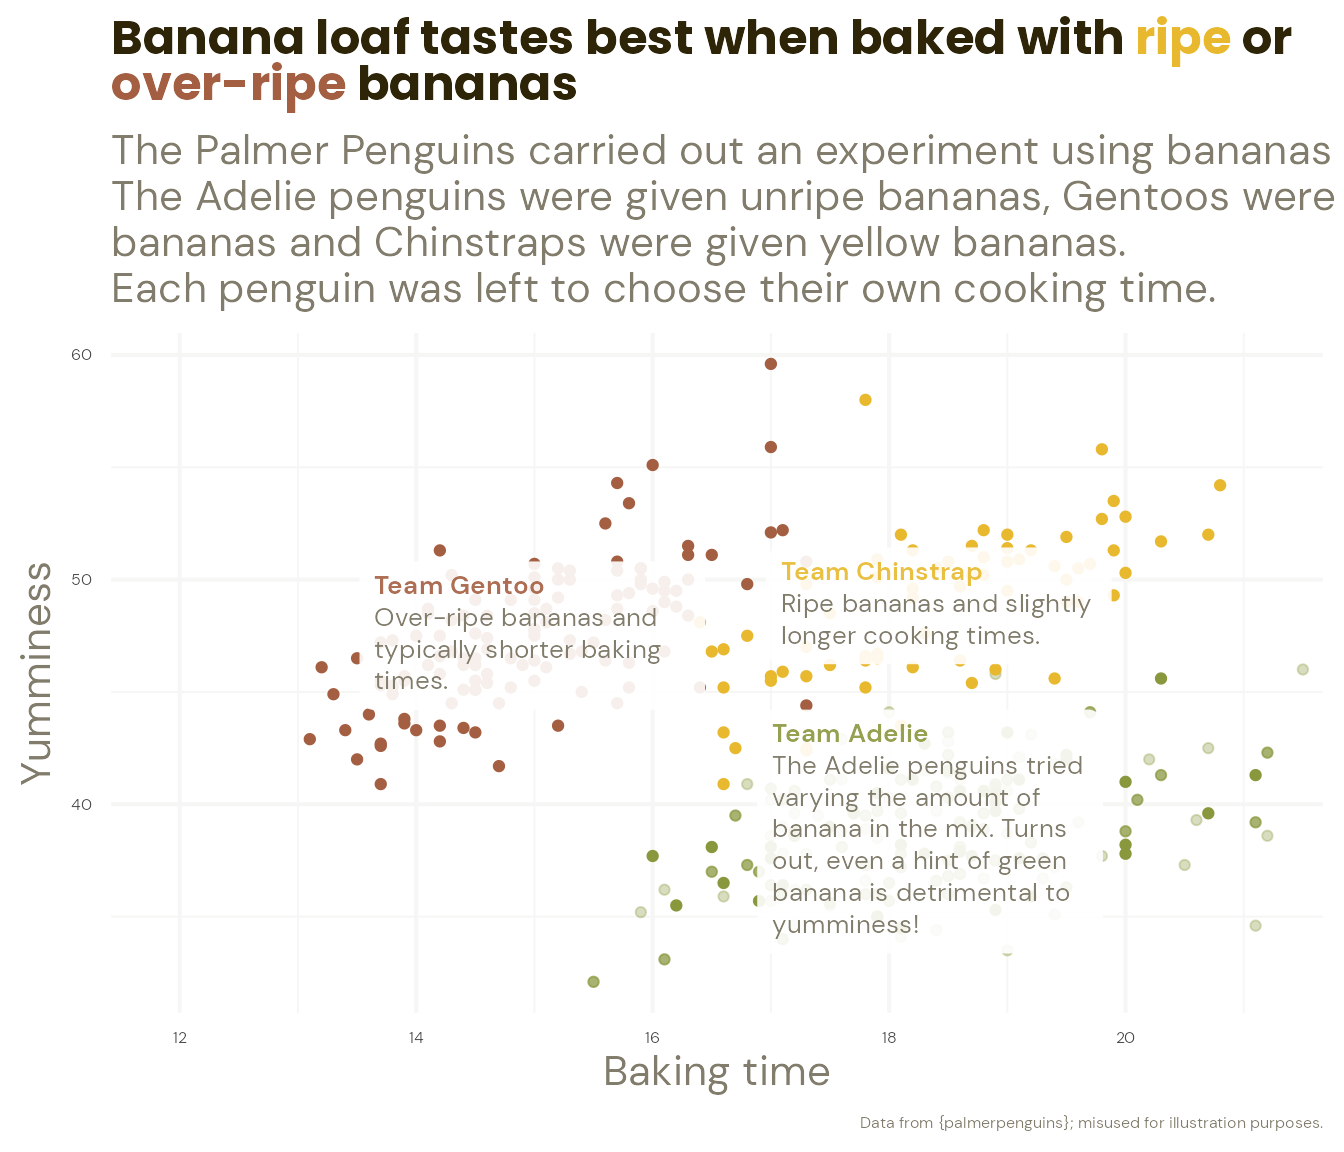 Banana loaf tastes best when baked with ripe or
over-ripe bananas
The Palmer Penguins carried out an experiment using bananas
The Adelie penguins were given unripe bananas, Gentoos were
bananas and Chinstraps were given yellow bananas.
Each penguin was left to choose their own cooking time.
60
50
40
Yumminess
Team Gentoo
Over-ripe bananas and
typically shorter baking
times.
Team Chinstrap
Ripe bananas and slightly
longer cooking times.
Team Adelie
The Adelie penguins tried
varying the amount of
banana in the mix. Turns
out, even a hint of green
banana is detrimental to
yumminess!
12 14 16 18 20
Baking time
Data from {palmerpenguins}; misused for illustration purposes.